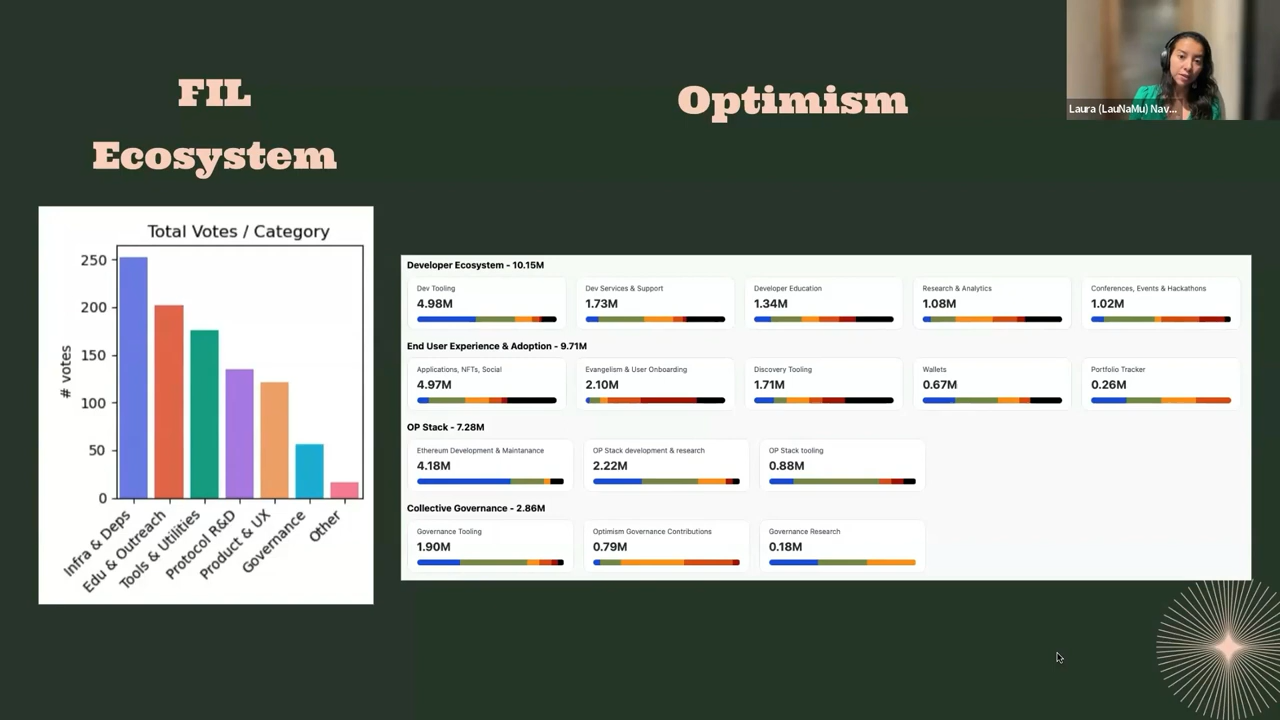 FIL
Ecosystem
Optimism
Laura (LauNaMu) Nav...
Total Votes / Category
# votes
250
200
150
100
50
0
Infra & Deps
Edu & Outreach
Tools & Utilities
Protocol R&D
Product & UX
Governance
Other
Developer Ecosystem - 10.15M
Dev Tooling
4.98M
Dev Services & Support
1.73M
Developer Education
1.34M
Research & Analytics
1.08M
Conferences, Events & Hackathons
1.02M
End User Experience & Adoption - 9.71M
Applications, NFTs, Social
4.97M
Evangelism & User Onboarding
2.10M
Discovery Tooling
1.71M
Wallets
0.67M
Portfolio Tracker
0.26M
OP Stack - 7.28M
Ethereum Development & Maintanance
4.18M
OP Stack development & research
2.22M
OP Stack tooling
0.88M
Collective Governance - 2.86M
Governance Tooling
1.90M
Optimism Governance Contributions
0.79M
Governance Research
0.18M